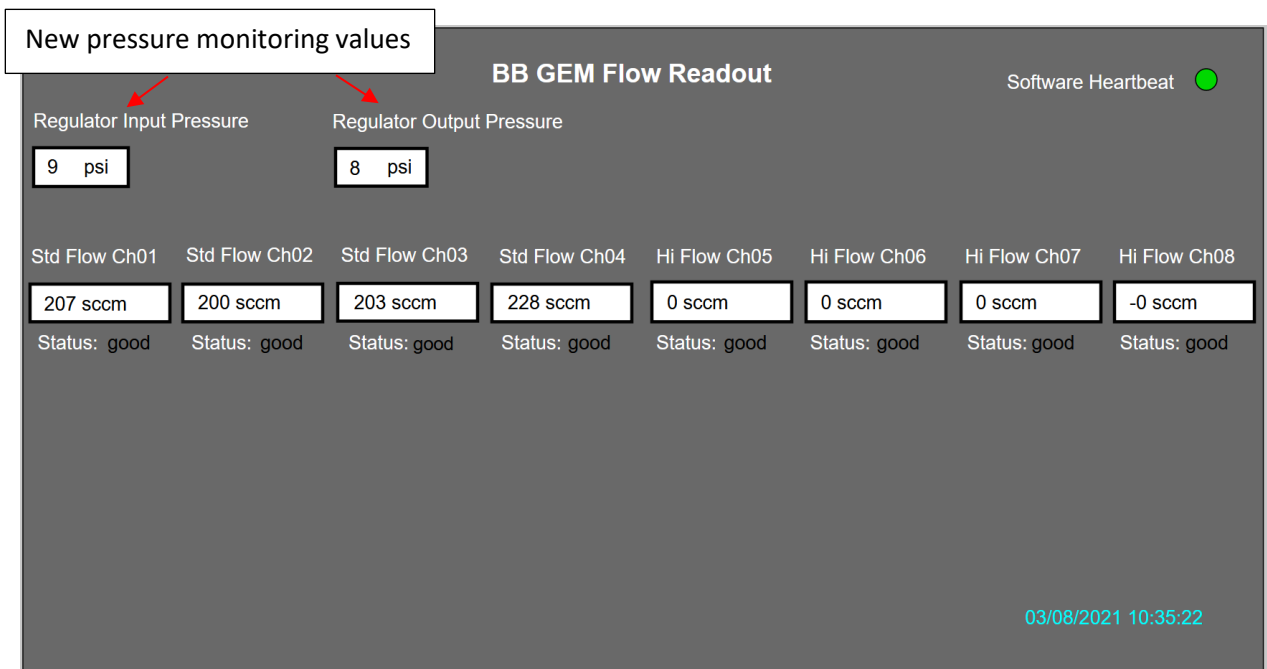 New pressure monitoring values
BB GEM Flow Readout
Software Heartbeat
Regulator Input Pressure Regulator Output Pressure
9 psi 8 psi
Std Flow Ch01 Std Flow Ch02 Std Flow Ch03 Std Flow Ch04 Hi Flow Ch05 Hi Flow Ch06 Hi Flow Ch07 Hi Flow Ch08
207 sccm 200 sccm 203 sccm 228 sccm 0 sccm 0 sccm 0 sccm -0 sccm
Status: good Status: good Status: good Status: good Status: good Status: good Status: good Status: good
03/08/2021 10:35:22